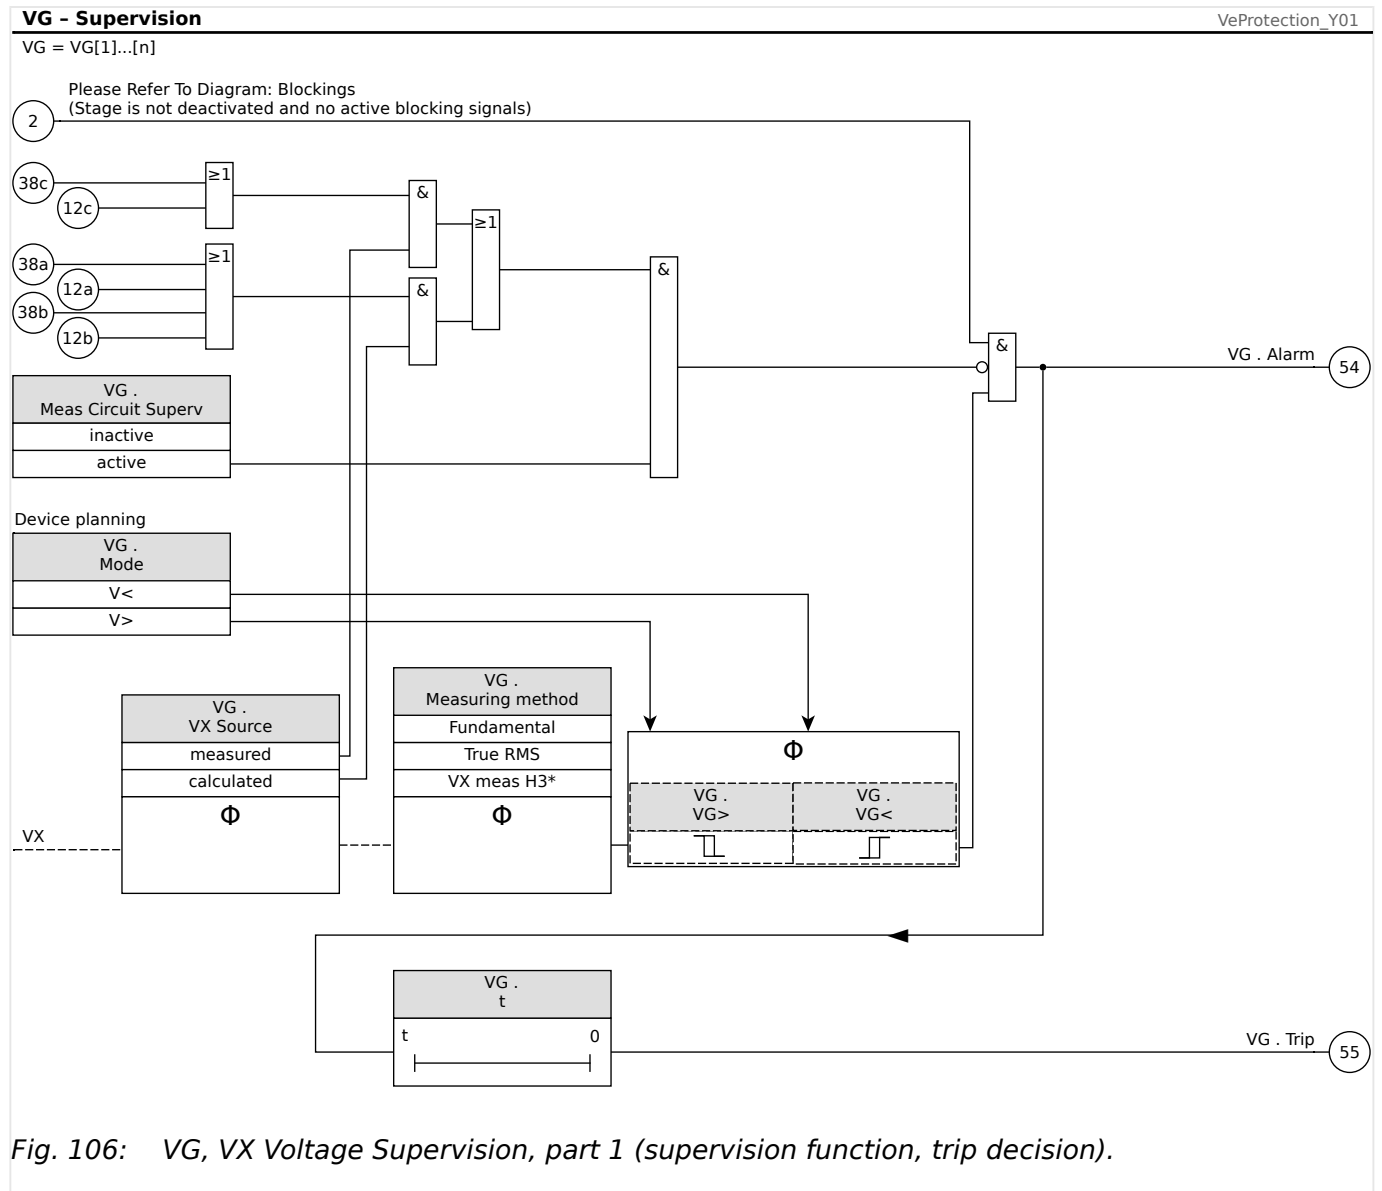 VG – Supervision
VeProtection_Y01
VG = VG[1]...[n]
Please Refer To Diagram: Blockings
(Stage is not deactivated and no active blocking signals)
2
38c
12c
≥1
&
≥1
38a
12a
38b
12b
≥1
&
&
&
VG . Alarm
54
VG .
Meas Circuit Superv
inactive
active
Device planning
VG .
Mode
V<
V>
VG .
VX Source
measured
calculated
Φ
VX
VG .
Measuring method
Fundamental
True RMS
VX meas H3*
Φ
Φ
VG .
VG>
VG .
VG<
VG .
t
t
0
VG . Trip
55
Fig. 106: VG, VX Voltage Supervision, part 1 (supervision function, trip decision).